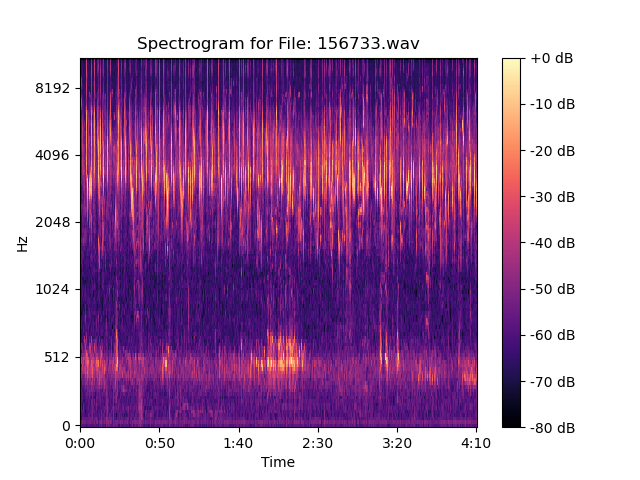 Spectrogram for File: 156733.wav
8192
4096
2048
1024
512
0
Hz
0:00
0:50
1:40
2:30
3:20
4:10
Time
+0 dB
-10 dB
-20 dB
-30 dB
-40 dB
-50 dB
-60 dB
-70 dB
-80 dB